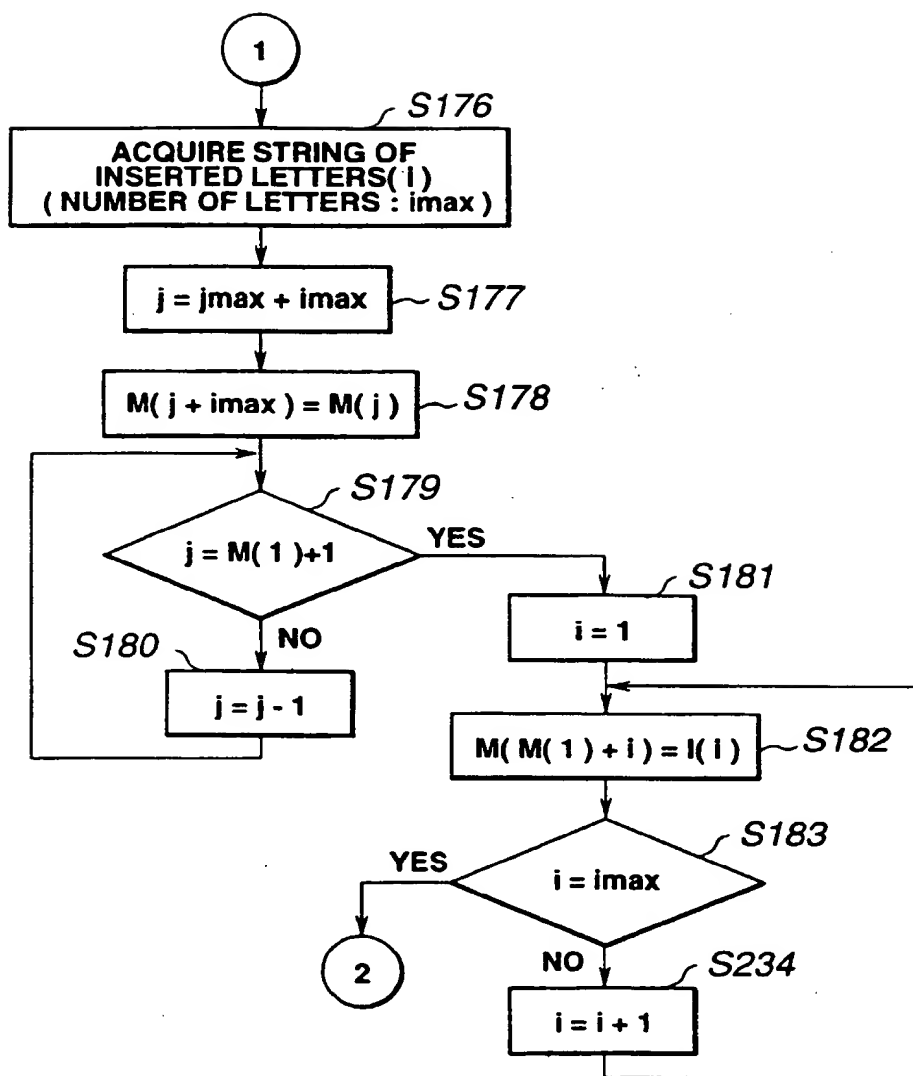 1
S176
ACQUIRE STRING OF
INSERTED LETTERS( I )
( NUMBER OF LETTERS : imax )
j = jmax + imax
S177
M( j + imax ) = M( j )
S178
S179
j = M( 1 )+1
YES
NO
S180
j = j - 1
S181
i = 1
M( M( 1 ) + i ) = I( i )
S182
S183
i = imax
YES
2
NO
S234
i = i + 1